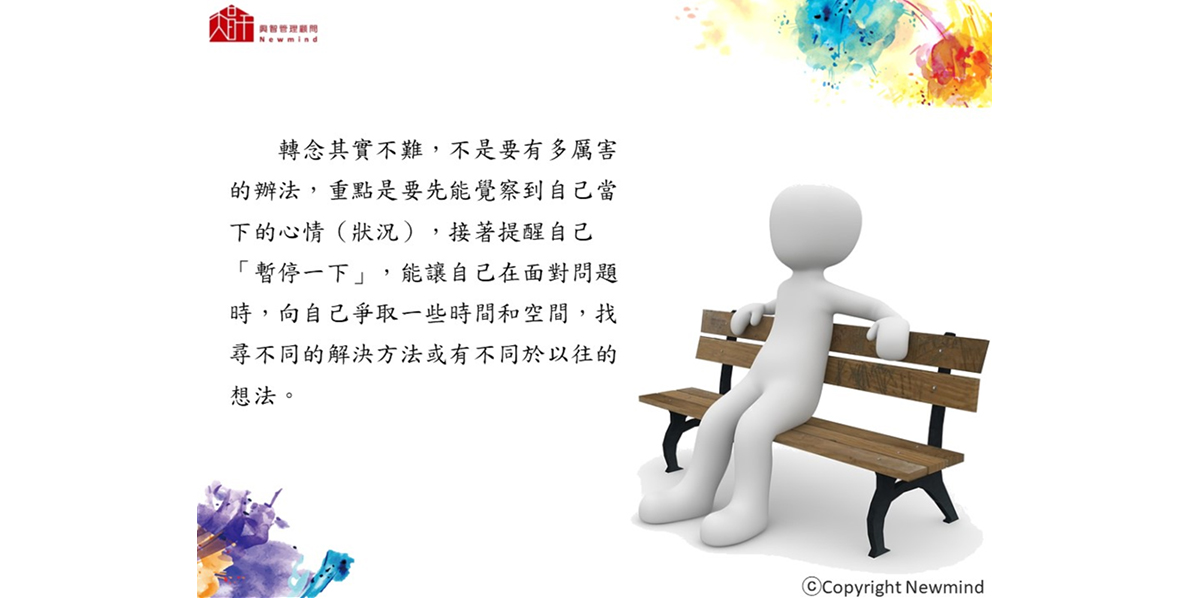 興智管理顧問
Newmind
轉念其實不難，不是要有多厲害
的辦法，重點是要先能覺察到自己當
下的心情（狀況），接著提醒自己
「暫停一下」，能讓自己在面對問題
時，向自己爭取一些時間和空間，找
尋不同的解決方法或有不同於以往的
想法。
ⓒCopyright Newmind